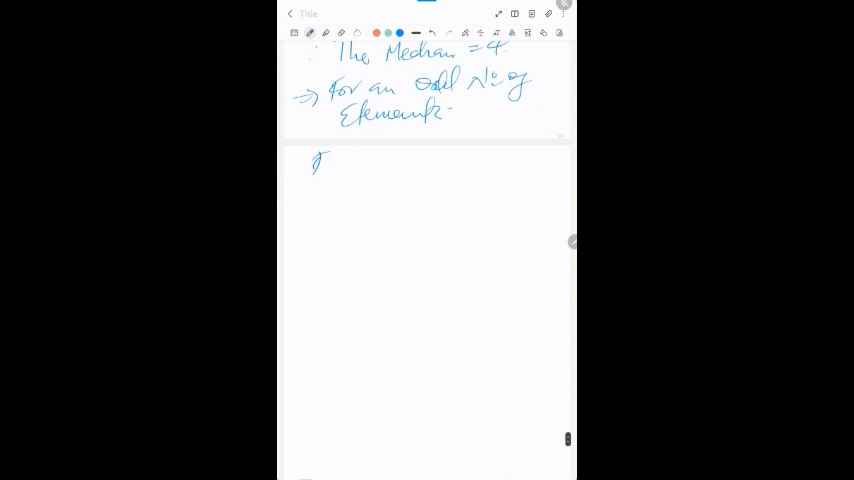 Title
∴ The Median = 4.
⇒ For an Odd No. of
Elements